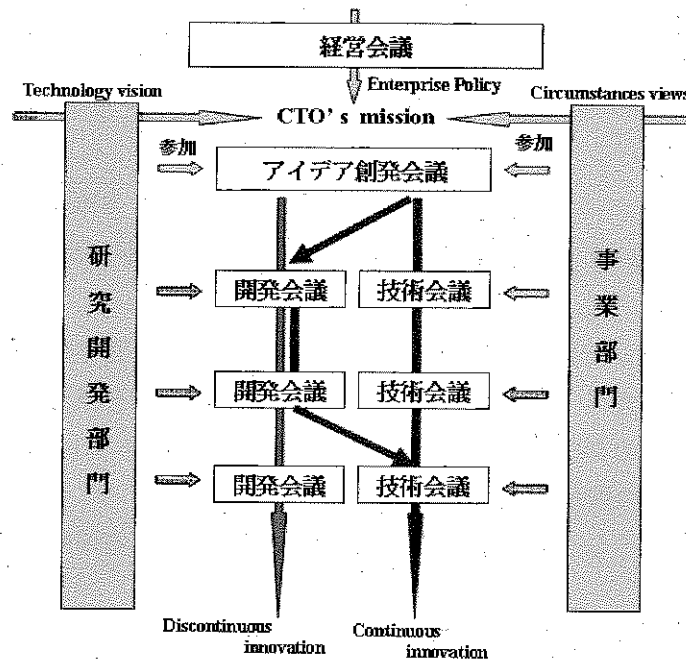 経営会議
Enterprise Policy
Technology vision
Circumstances views
CTO's mission
参加
参加
アイデア創発会議
研究開発部門
事業部門
開発会議
技術会議
開発会議
技術会議
開発会議
技術会議
Discontinuous
innovation
Continuous
innovation